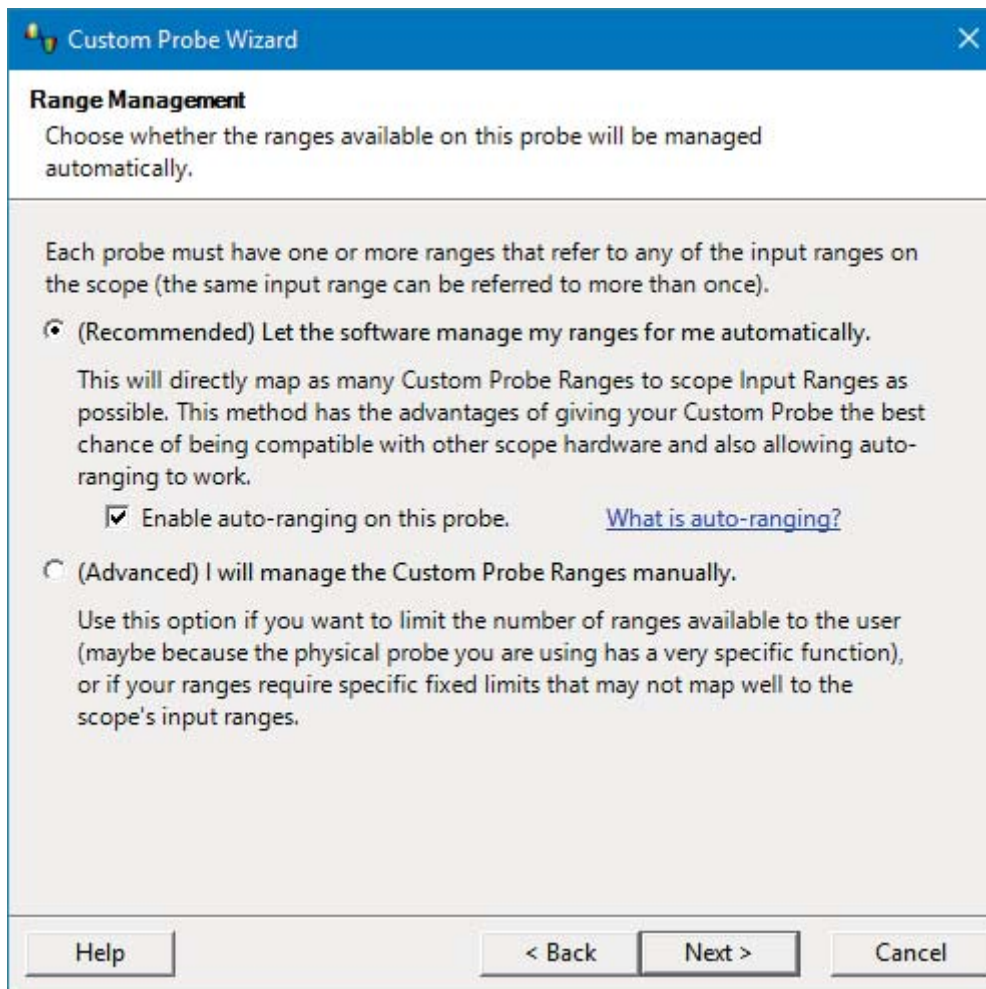 Custom Probe Wizard
Range Management
Choose whether the ranges available on this probe will be managed
automatically.
Each probe must have one or more ranges that refer to any of the input ranges on
the scope (the same input range can be referred to more than once).
(Recommended) Let the software manage my ranges for me automatically.
This will directly map as many Custom Probe Ranges to scope Input Ranges as
possible. This method has the advantages of giving your Custom Probe the best
chance of being compatible with other scope hardware and also allowing auto-
ranging to work.
Enable auto-ranging on this probe. What is auto-ranging?
(Advanced) I will manage the Custom Probe Ranges manually.
Use this option if you want to limit the number of ranges available to the user
(maybe because the physical probe you are using has a very specific function),
or if your ranges require specific fixed limits that may not map well to the
scope's input ranges.
Help < Back Next > Cancel